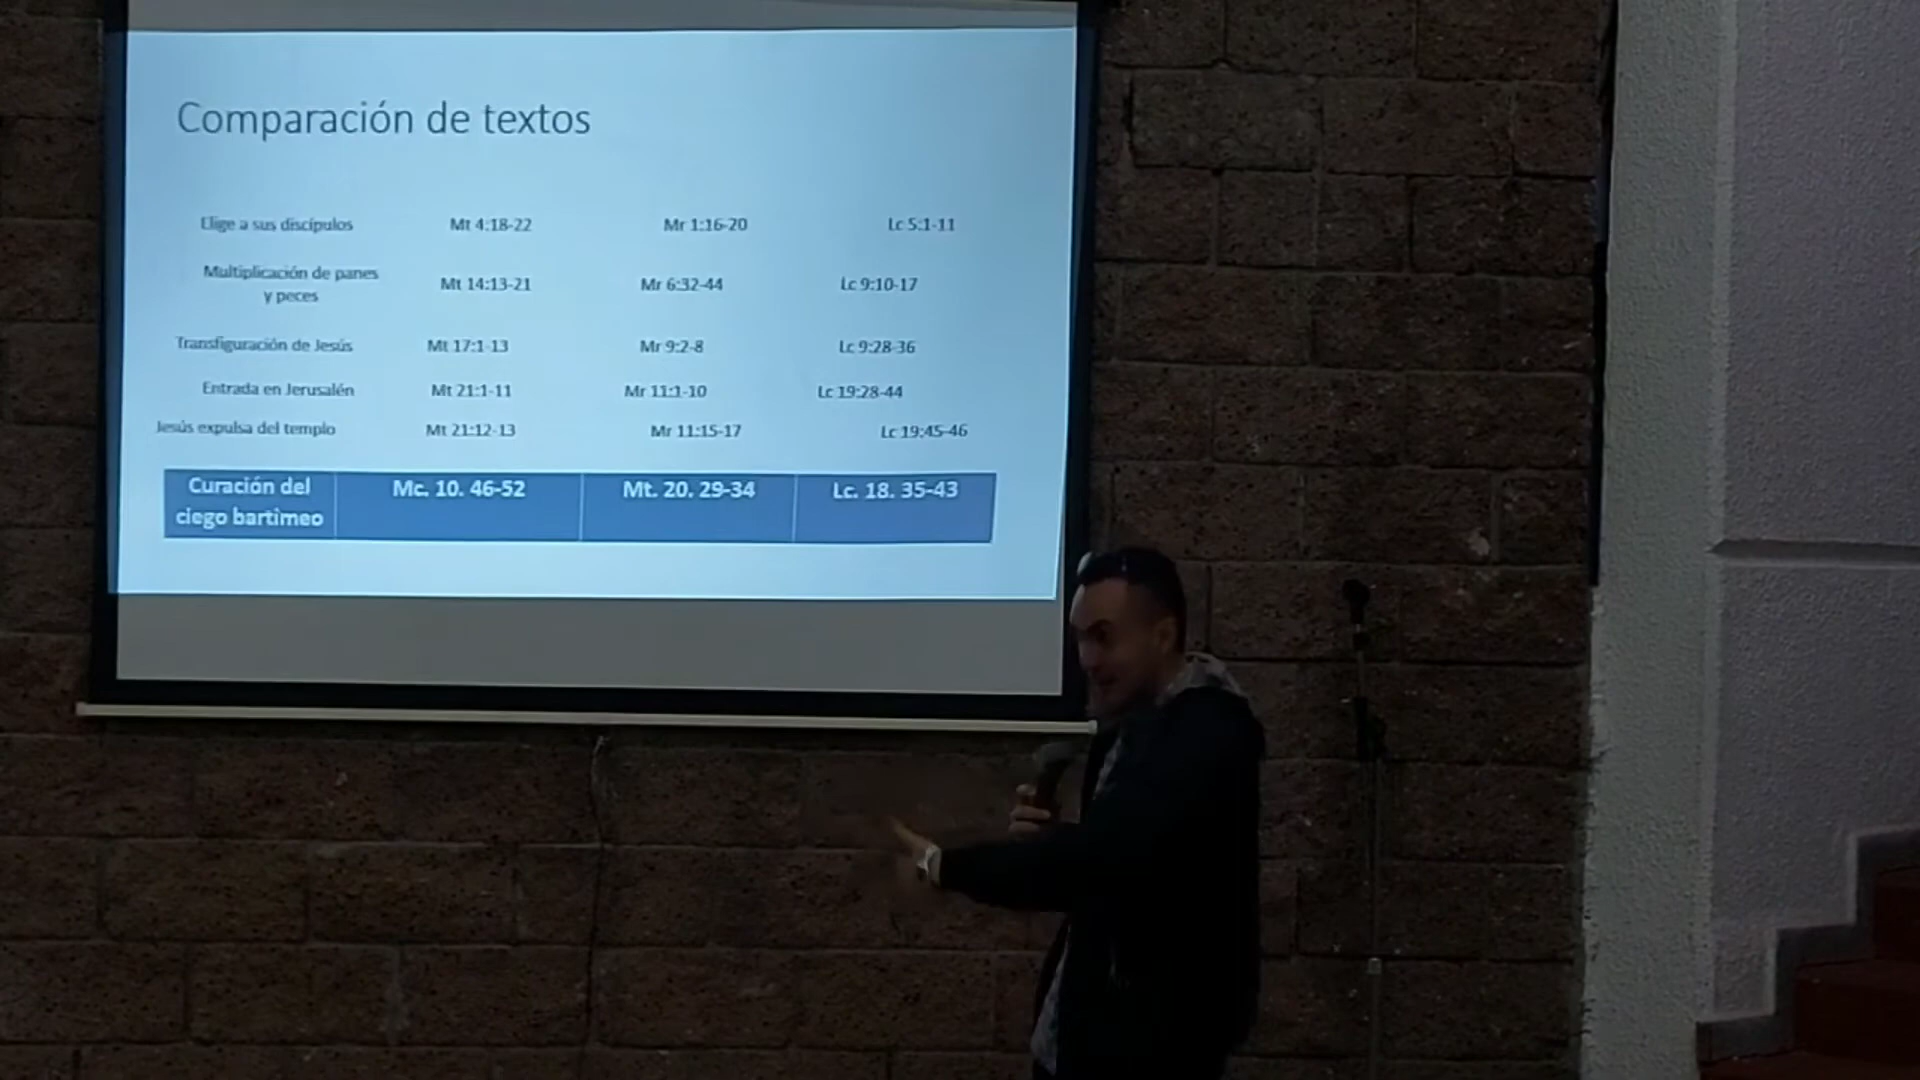 Comparación de textos
Elige a sus discípulos Mt 4:18-22 Mr 1:16-20 Lc 5:1-11
Multiplicación de panes
y peces Mt 14:13-21 Mr 6:32-44 Lc 9:10-17
Transfiguración de Jesús Mt 17:1-13 Mr 9:2-8 Lc 9:28-36
Entrada en Jerusalén Mt 21:1-11 Mr 11:1-10 Lc 19:28-44
Jesús expulsa del templo Mt 21:12-13 Mr 11:15-17 Lc 19:45-46
Curación del Mc. 10. 46-52 Mt. 20. 29-34 Lc. 18. 35-43
ciego bartimeo